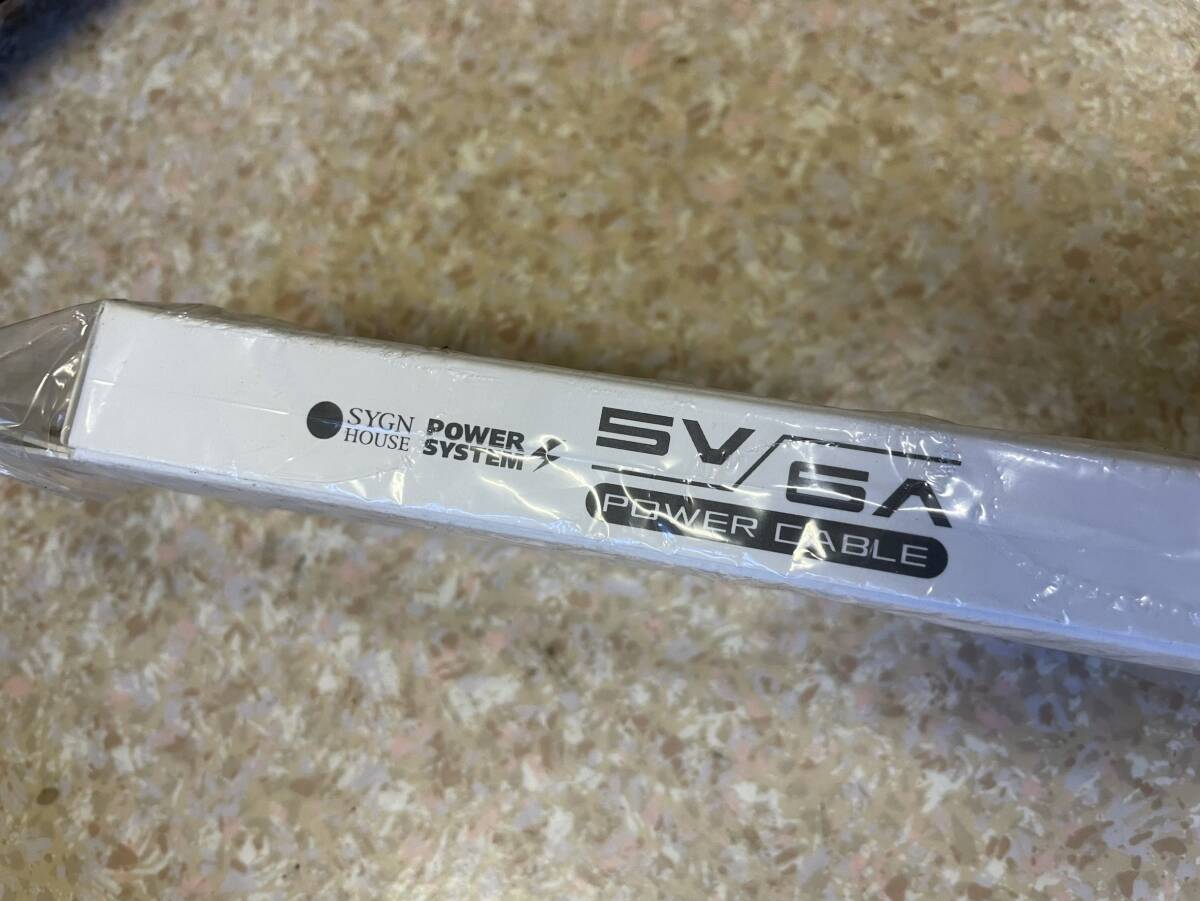 SYGN
HOUSE
POWER
SYSTEM
5V/6A
POWER CABLE